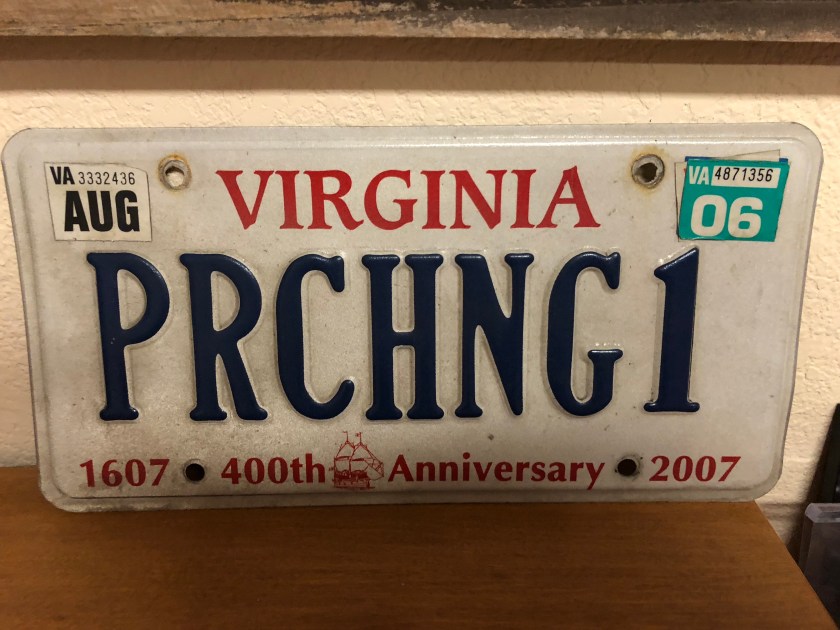 VA 3332436
AUG
VIRGINIA
VA 4871356
06
PRCHNG1
1607 400th Anniversary 2007